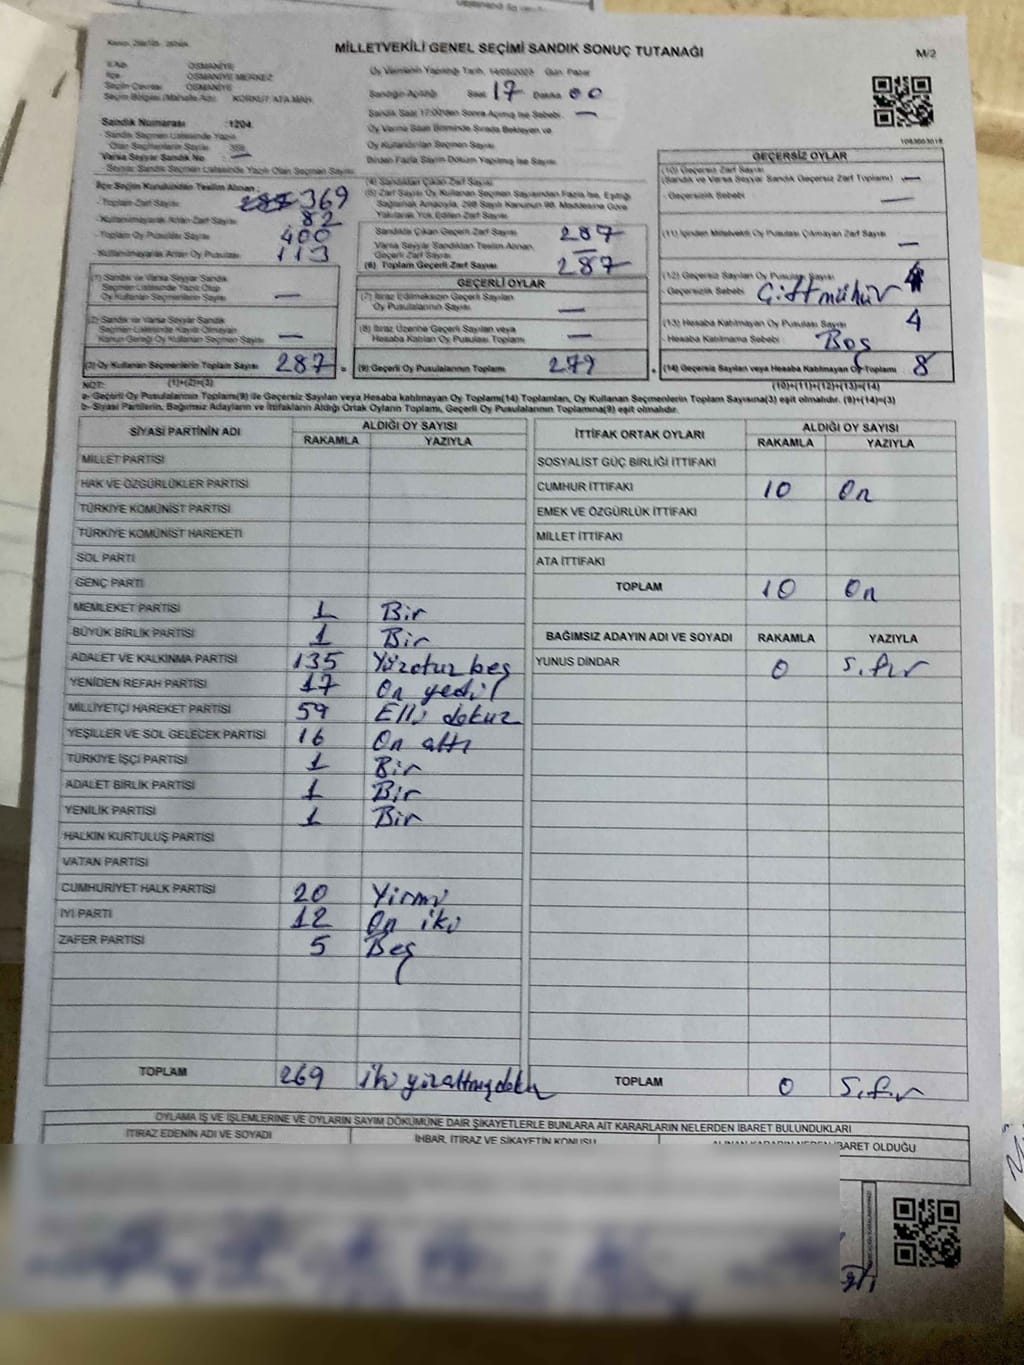 MİLLETVEKİLİ GENEL SEÇİMİ SANDIK SONUÇ TUTANAĞI
M/2
İl Adı OSMANİYE
İlçe OSMANİYE MERKEZ
Seçim Çevresi OSMANİYE
Seçim Bölgesi (Mahalle Adı) KORKUT ATA MAH.
Oy Vermenin Yapıldığı Tarih, 14/05/2023 Gün Pazar
Sandığın Açıldığı Saat 17 Dakika 00
Sandık Saat 17:00'den Sonra Açılmış İse Sebebi —
Oy Verme Saati Bitiminde Sırada Bekleyen ve
Oy Kullandırılan Seçmen Sayısı
Birden Fazla Sayım Döküm Yapılmış İse Sayısı
Sandık Numarası :1204
Sandık Seçmen Listesinde Yazılı
Olan Seçmenlerin Sayısı
Varsa Seyyar Sandık No —
Seyyar Sandık Seçmen Listesinde Yazılı Olan Seçmen Sayısı
İlçe Seçim Kurulundan Teslim Alınan :
- Toplam Zarf Sayısı 369
- Kullanılmayarak Artan Zarf Sayısı 82
- Toplam Oy Pusulası Sayısı 400
- Kullanılmayarak Artan Oy Pusulası 113
(1) Sandık ve Varsa Seyyar Sandık
Seçmen Listesinde Yazılı Olup
Oy Kullanan Seçmenlerin Sayısı —
(2) Sandık ve Varsa Seyyar Sandık
Seçmen Listesinde Kayıtlı Olmayan
Kanun Gereği Oy Kullanan Seçmen Sayısı —
(3) Oy Kullanan Seçmenlerin Toplam Sayısı 287
(1)+(2)=(3)
(4) Sandıktan Çıkan Zarf Sayısı
(5) Zarf Sayısı Oy Kullanan Seçmen Sayısından Fazla İse, Eşitliği
Sağlamak Amacıyla, 298 Sayılı Kanunun 98. Maddesine Göre
Yakılarak Yok Edilen Zarf Sayısı
Sandıkta Çıkan Geçerli Zarf Sayısı 287
Varsa Seyyar Sandıktan Teslim Alınan
Geçerli Zarf Sayısı —
(6) Toplam Geçerli Zarf Sayısı 287
GEÇERLİ OYLAR
(7) İtiraz Edilmeksizin Geçerli Sayılan
Oy Pusulalarının Sayısı —
(8) İtiraz Üzerine Geçerli Sayılan veya
Hesaba Katılan Oy Pusulası Toplamı —
(9) Geçerli Oy Pusulalarının Toplamı 279
GEÇERSİZ OYLAR
(10) Geçersiz Zarf Sayısı
(Sandık ve Varsa Seyyar Sandık Geçersiz Zarf Toplamı) —
- Geçersizlik Sebebi —
(11) İçinden Milletvekili Oy Pusulası Çıkmayan Zarf Sayısı —
(12) Geçersiz Sayılan Oy Pusulası Sayısı 4
- Geçersizlik Sebebi Çift mühür
(13) Hesaba Katılmayan Oy Pusulası Sayısı 4
- Hesaba Katılmama Sebebi Boş
(14) Geçersiz Sayılan veya Hesaba Katılmayan Oy Toplamı 8
(10)+(11)+(12)+(13)=(14)
NOT:
a- Geçerli Oy Pusulalarının Toplamı(9) ile Geçersiz Sayılan veya Hesaba katılmayan Oy Toplamı(14) Toplamları, Oy Kullanan Seçmenlerin Toplam Sayısına(3) eşit olmalıdır. (9)+(14)=(3)
b- Siyasi Partilerin, Bağımsız Adayların ve İttifakların Aldığı Ortak Oyların Toplamı, Geçerli Oy Pusulalarının Toplamına(9) eşit olmalıdır.
SİYASİ PARTİNİN ADI
ALDIĞI OY SAYISI
RAKAMLA YAZIYLA
MİLLET PARTİSİ
HAK VE ÖZGÜRLÜKLER PARTİSİ
TÜRKİYE KOMÜNİST PARTİSİ
TÜRKİYE KOMÜNİST HAREKETİ
SOL PARTİ
GENÇ PARTİ
MEMLEKET PARTİSİ 1 Bir
BÜYÜK BİRLİK PARTİSİ 1 Bir
ADALET VE KALKINMA PARTİSİ 135 Yüzotuz beş
YENİDEN REFAH PARTİSİ 17 On yedi
MİLLİYETÇİ HAREKET PARTİSİ 59 Elli dokuz
YEŞİLLER VE SOL GELECEK PARTİSİ 16 On altı
TÜRKİYE İŞÇİ PARTİSİ 1 Bir
ADALET BİRLİK PARTİSİ 1 Bir
YENİLİK PARTİSİ 1 Bir
HALKIN KURTULUŞ PARTİSİ
VATAN PARTİSİ
CUMHURİYET HALK PARTİSİ 20 Yirmi
İYİ PARTİ 12 On iki
ZAFER PARTİSİ 5 Beş
TOPLAM 269 iki yüzaltmışdokuz
İTTİFAK ORTAK OYLARI
ALDIĞI OY SAYISI
RAKAMLA YAZIYLA
SOSYALİST GÜÇ BİRLİĞİ İTTİFAKI
CUMHUR İTTİFAKI 10 On
EMEK VE ÖZGÜRLÜK İTTİFAKI
MİLLET İTTİFAKI
ATA İTTİFAKI
TOPLAM 10 On
BAĞIMSIZ ADAYIN ADI VE SOYADI RAKAMLA YAZIYLA
YUNUS DİNDAR 0 Sıfır
TOPLAM 0 Sıfır
OYLAMA İŞ VE İŞLEMLERİNE VE OYLARIN SAYIM DÖKÜMÜNE DAİR ŞİKAYETLERLE BUNLARA AİT KARARLARIN NELERDEN İBARET BULUNDUKLARI
İTİRAZ EDENİN ADI VE SOYADI
İHBAR, İTİRAZ VE ŞİKAYETİN KONUSU
ALINAN KARARIN NEDEN İBARET OLDUĞU